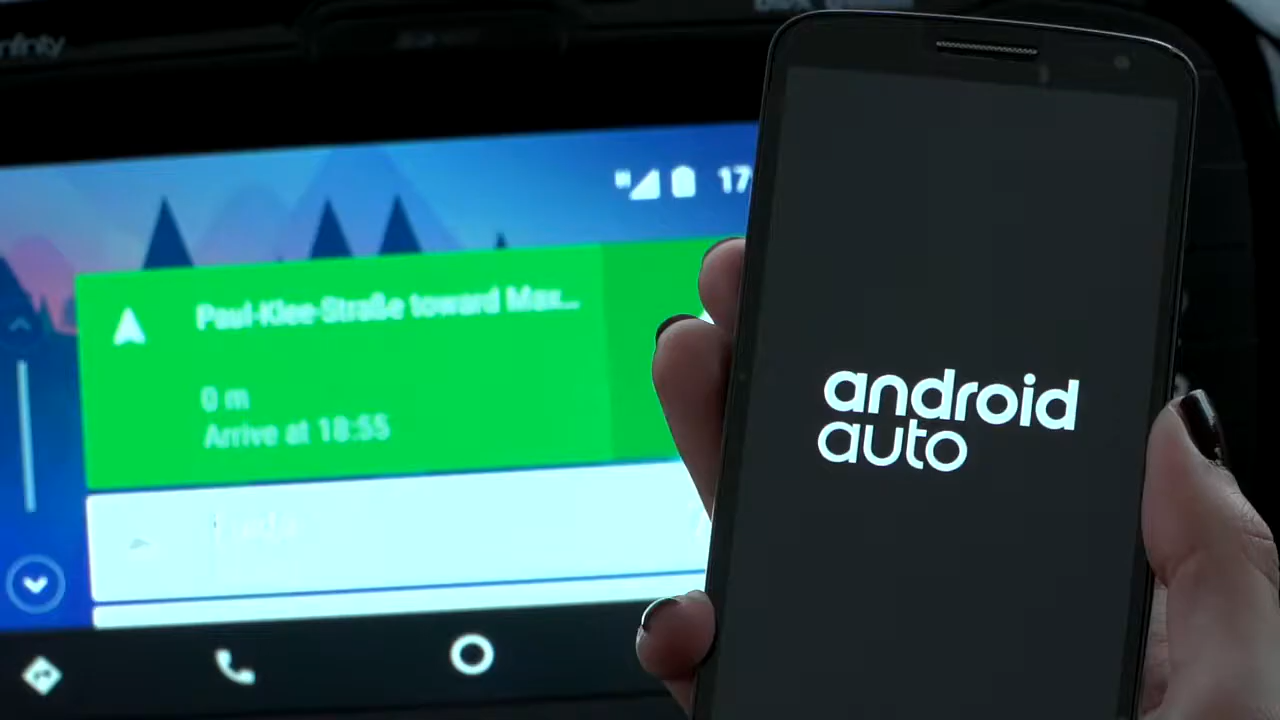 17
Paul-Klee-Straße toward Max...
0 m
Arrive at 18:55
android
auto